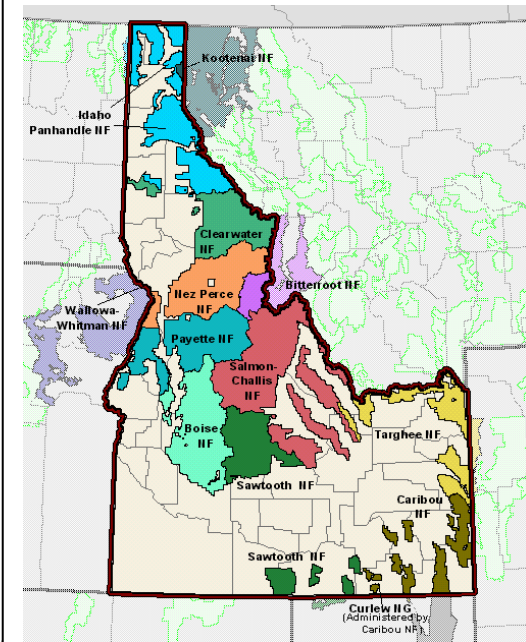 Kootenai NF
Idaho
Panhandle NF
Clearwater
NF
Bitterroot NF
Nez Perce
NF
Wallowa-
Whitman NF
Payette NF
Salmon-
Challis
NF
Boise
NF
Targhee NF
Sawtooth NF
Caribou
NF
Sawtooth NF
Curlew NG
(Administered by
Caribou NF)